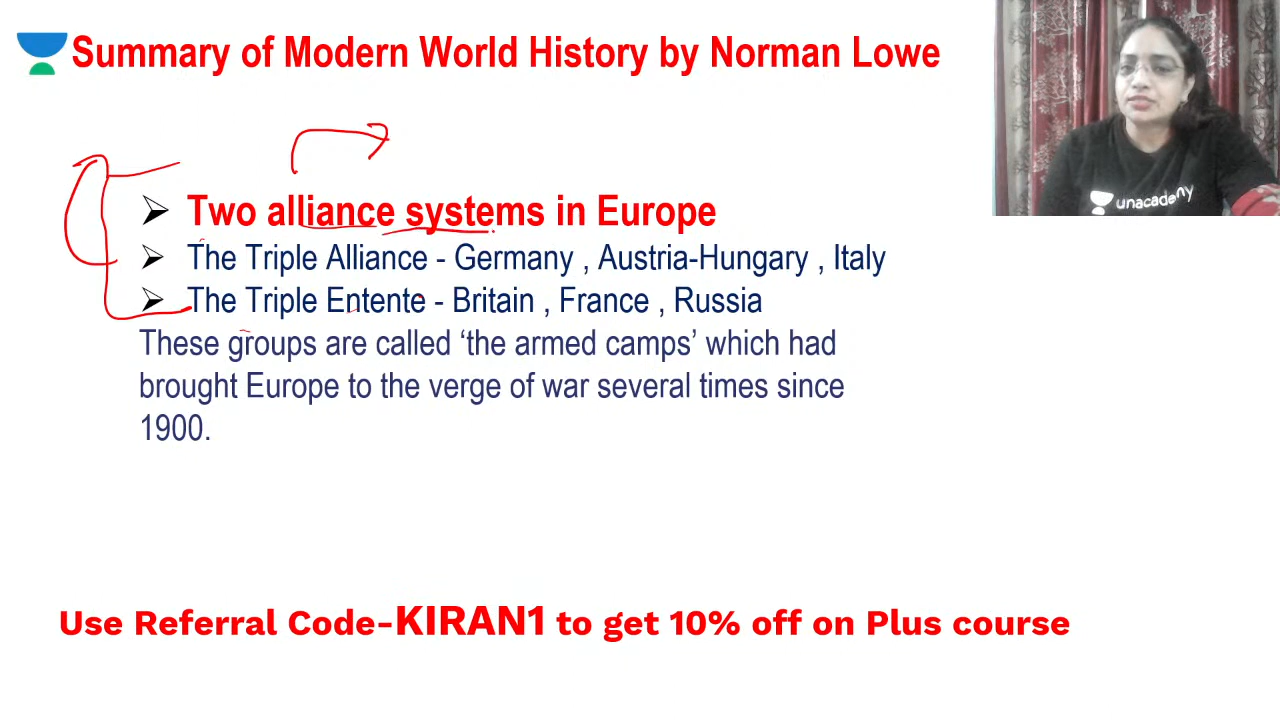 Summary of Modern World History by Norman Lowe
Two alliance systems in Europe
The Triple Alliance - Germany , Austria-Hungary , Italy
The Triple Entente - Britain , France , Russia
These groups are called ‘the armed camps’ which had
brought Europe to the verge of war several times since
1900.
unacademy
Use Referral Code-KIRAN1 to get 10% off on Plus course